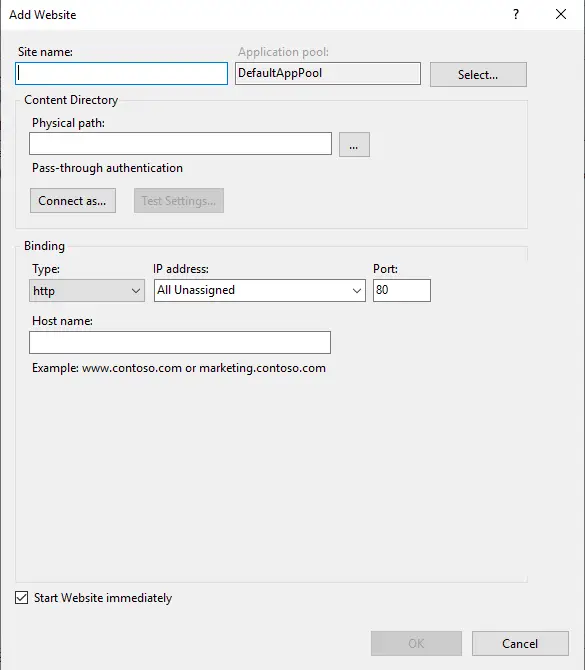 Add Website ?
Site name: Application pool:
DefaultAppPool Select...
Content Directory
Physical path:
...
Pass-through authentication
Connect as... Test Settings...
Binding
Type: IP address: Port:
http All Unassigned 80
Host name:
Example: www.contoso.com or marketing.contoso.com
Start Website immediately
OK Cancel